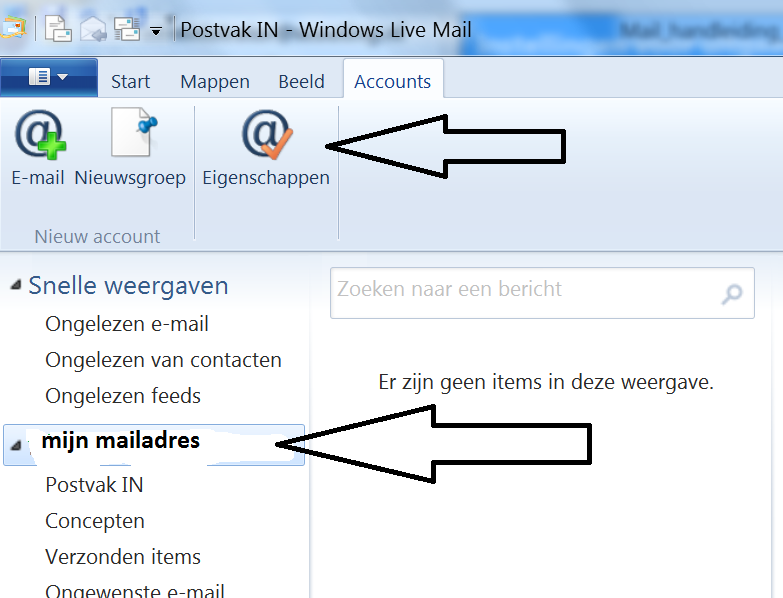 Postvak IN - Windows Live Mail
Mail_handleiding
Start Mappen Beeld Accounts
E-mail Nieuwsgroep Eigenschappen
Nieuw account
Snelle weergaven
Zoeken naar een bericht
Ongelezen e-mail
Ongelezen van contacten
Er zijn geen items in deze weergave.
Ongelezen feeds
mijn mailadres
Postvak IN
Concepten
Verzonden items
Ongewenste e-mail